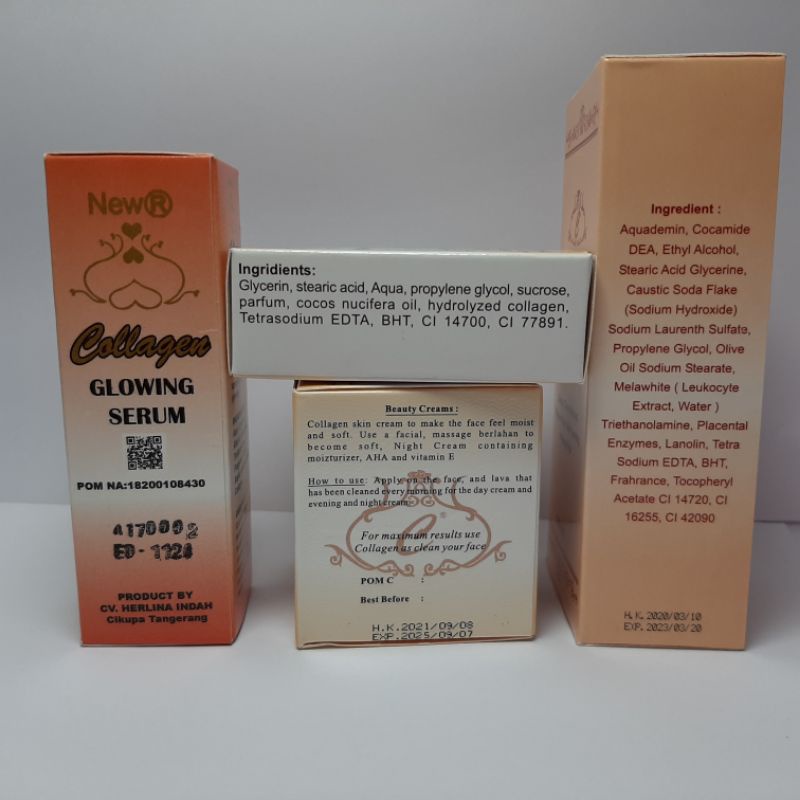 New®
Collagen
GLOWING
SERUM
POM NA:18200108430
4170002
ED - 1124
PRODUCT BY
CV. HERLINA INDAH
Cikupa Tangerang
Ingridients:
Glycerin, stearic acid, Aqua, propylene glycol, sucrose,
parfum, cocos nucifera oil, hydrolyzed collagen,
Tetrasodium EDTA, BHT, CI 14700, CI 77891.
Beauty Creams :
Collagen skin cream to make the face feel moist
and soft. Use a facial, massage berlahan to
become soft, Night Cream containing
moizturizer, AHA and vitamin E
How to use: Apply on the face, and lava that
has been cleaned every morning for the day cream and
evening and night cream
For maximum results use
Collagen as clean your face
POM C :
Best Before :
H.K.2021/09/08
EXP.2025/09/07
Ingredient :
Aquademin, Cocamide
DEA, Ethyl Alcohol,
Stearic Acid Glycerine,
Caustic Soda Flake
(Sodium Hydroxide)
Sodium Laurenth Sulfate,
Propylene Glycol, Olive
Oil Sodium Stearate,
Melawhite ( Leukocyte
Extract, Water )
Triethanolamine, Placental
Enzymes, Lanolin, Tetra
Sodium EDTA, BHT,
Frahrance, Tocopheryl
Acetate CI 14720, CI
16255, CI 42090
H.K. 2020/03/10
EXP. 2023/03/20